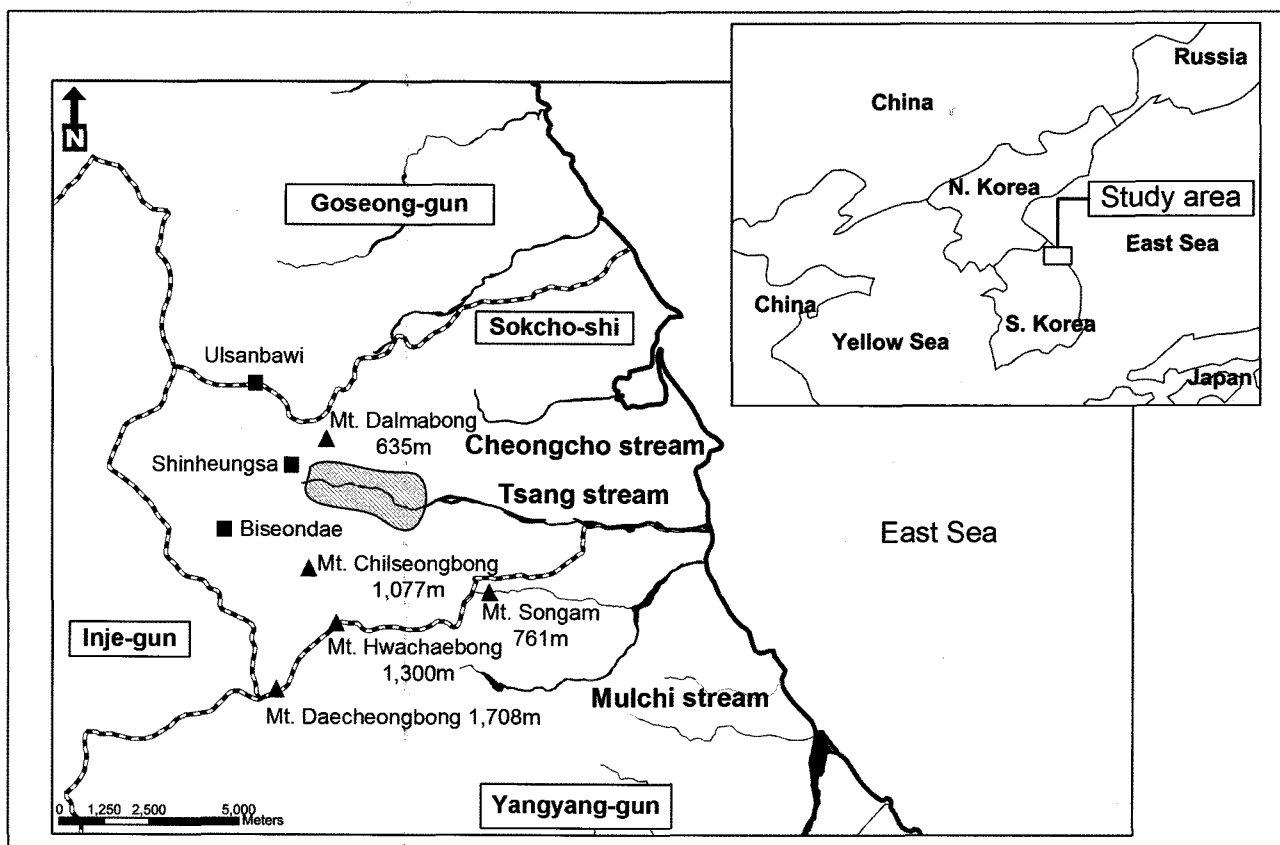 Russia
China
N
N. Korea
Goseong-gun
Study area
East Sea
China
Sokcho-shi
S. Korea
Yellow Sea
Ulsanbawi
Japan
Mt. Dalmabong
635m
Cheongcho stream
Shinheungsa
Tsang stream
Biseondae
East Sea
Mt. Chilseongbong
1,077m
Mt. Songam
761m
Inje-gun
Mt. Hwachaebong
1,300m
Mulchi stream
Mt. Daecheongbong 1,708m
Yangyang-gun
0 1,250 2,500 5,000
Meters